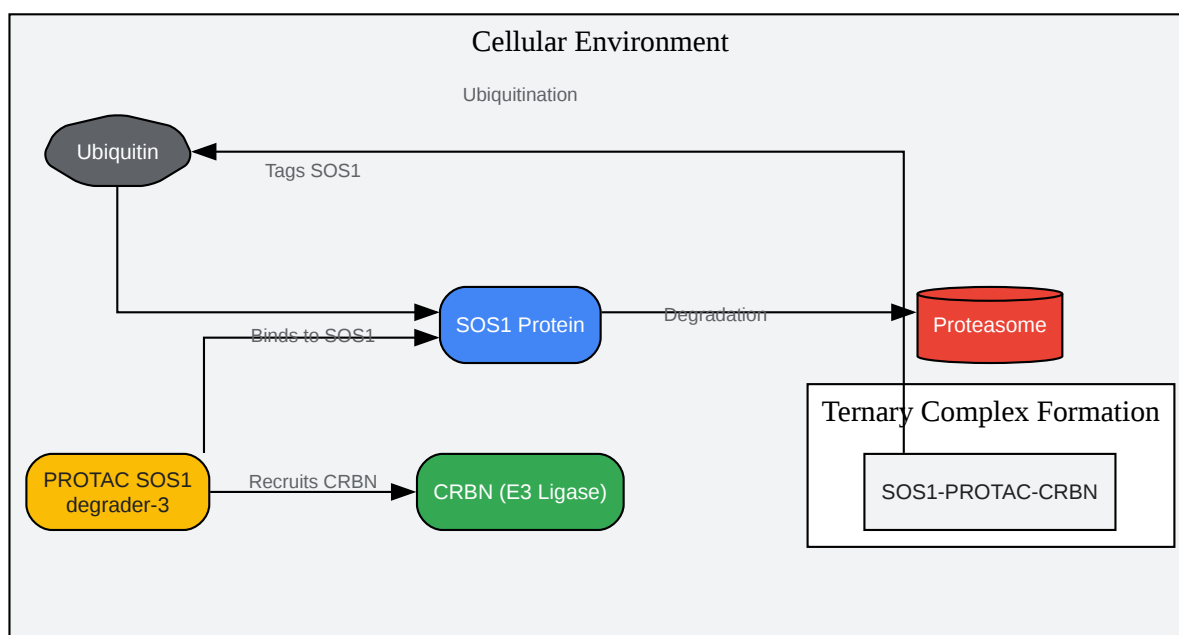 Cellular Environment
Ubiquitination
Ubiquitin
Tags SOS1
SOS1 Protein
Degradation
Proteasome
Binds to SOS1
Ternary Complex Formation
PROTAC SOS1
degrader-3
Recruits CRBN
CRBN (E3 Ligase)
SOS1-PROTAC-CRBN